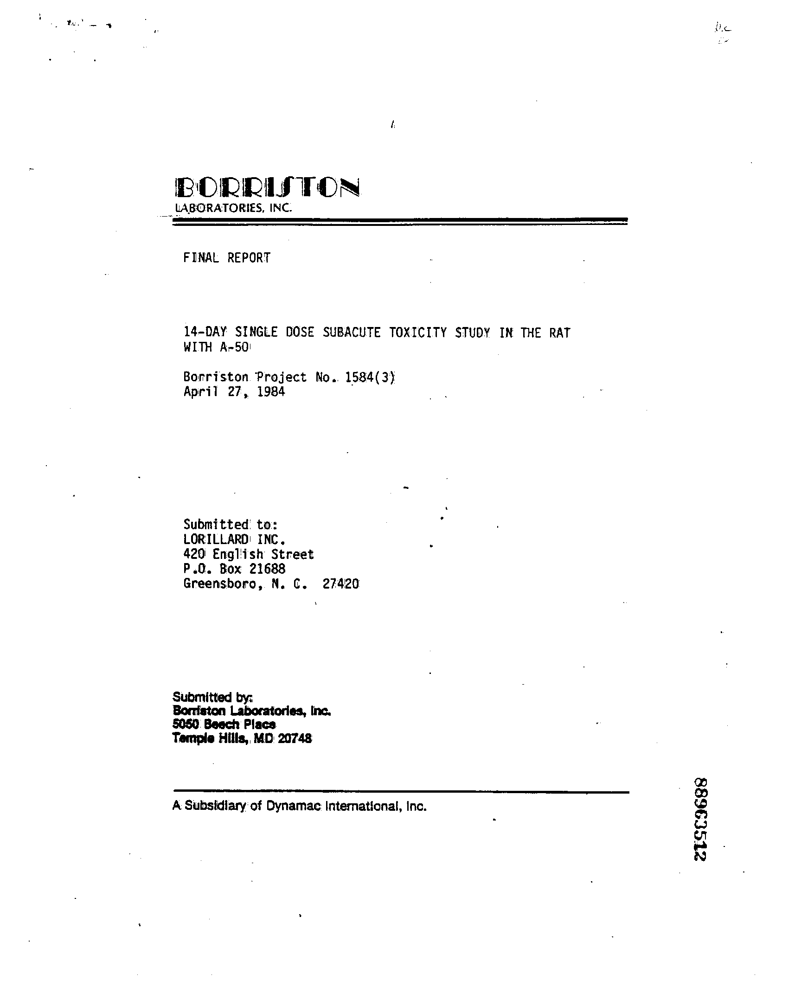 BORRISTON
LABORATORIES, INC.
FINAL REPORT
14-DAY SINGLE DOSE SUBACUTE TOXICITY STUDY IN THE RAT
WITH A-50
Borriston Project No. 1584(3)
April 27, 1984
Submitted to:
LORILLARD INC.
420 English Street
P.O. Box 21688
Greensboro, N. C. 27420
Submitted by:
Borriston Laboratories, Inc.
5050 Beech Place
Temple Hills, MD 20748
A Subsidiary of Dynamac International, Inc.
88963512